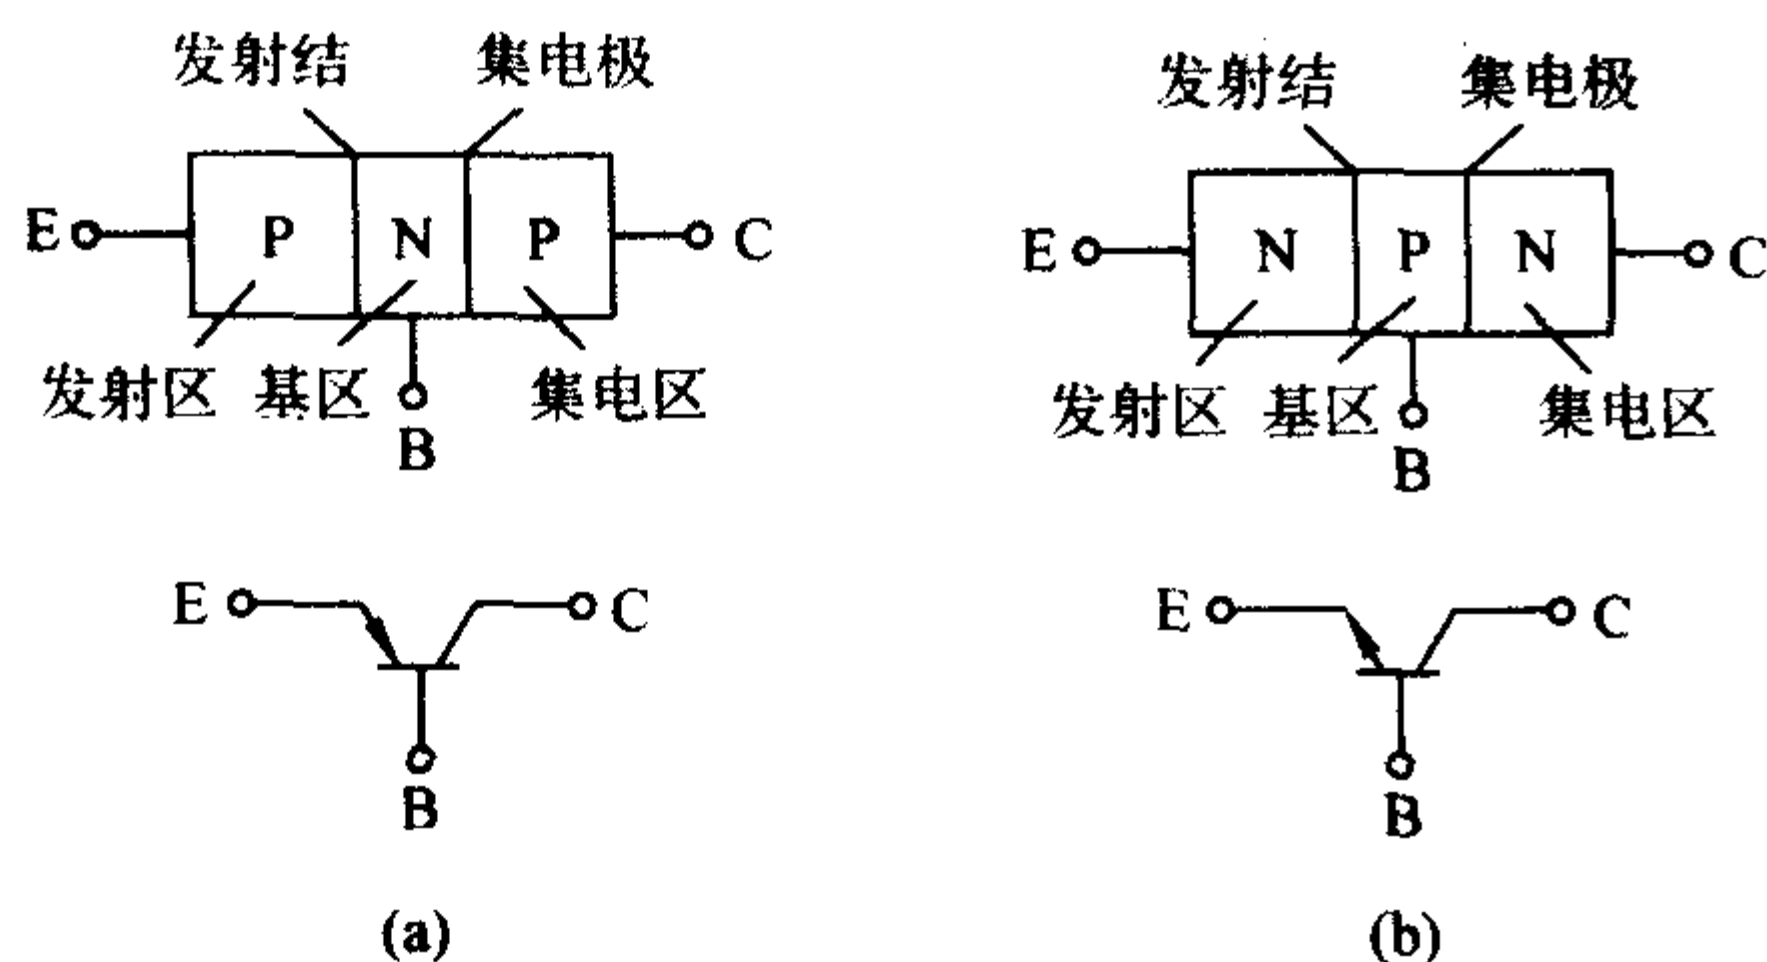 发射结 集电极
E P N P C
发射区 基区 集电区
B
E C
B
(a)
发射结 集电极
E N P N C
发射区 基区 集电区
B
E C
B
(b)